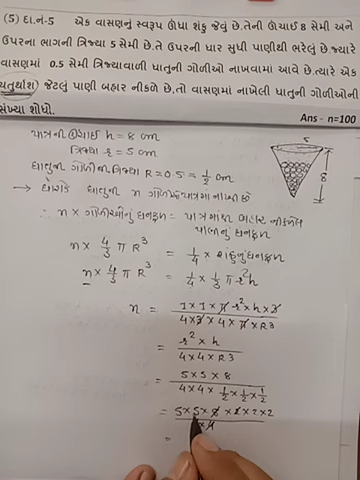 (5) દા.નં-5 એક વાસણનું સ્વરૂપ ઊંધા શંકુ જેવું છે.તેની ઊંચાઈ 8 સેમી અને
ઉપરના ભાગની ત્રિજ્યા 5 સેમી છે.તે ઉપરની ધાર સુધી પાણીથી ભરેલું છે.જ્યારે
વાસણમાં 0.5 સેમી ત્રિજ્યાવાળી ધાતુની ગોળીઓ નાખવામાં આવે છે.ત્યારે એક
ચતુર્થાંશ જેટલું પાણી બહાર નીકળે છે.તો વાસણમાં નાખેલી ધાતુની ગોળીઓની
સંખ્યા શોધો.
Ans - n=100
પાત્રની ઊંચાઈ h = 8 cm
ત્રિજ્યા r = 5 cm
ધાતુની ગોળીની ત્રિજ્યા R = 0.5 = 1/2 cm
5
8
→ ધારોકે ધાતુની n ગોળીઓ પાત્રમાં નાખી છે
∴ n × ગોળીઓનું ઘનફળ = પાત્રમાંથી બહાર નીકળેલ
પાણીનું ઘનફળ
n × 4/3 π R³ = 1/4 × શંકુનું ઘનફળ
n × 4/3 π R³ = 1/4 × 1/3 π r² h
n = 1 × 1 × π r² × h × 3 / 4 × 3 × 4 × π × R3
= r² × h / 4 × 4 × R3
= 5 × 5 × 8 / 4 × 4 × 1/2 × 1/2 × 1/2
= 5 × 5 × 8 × 2 × 2 × 2 / × 4
=